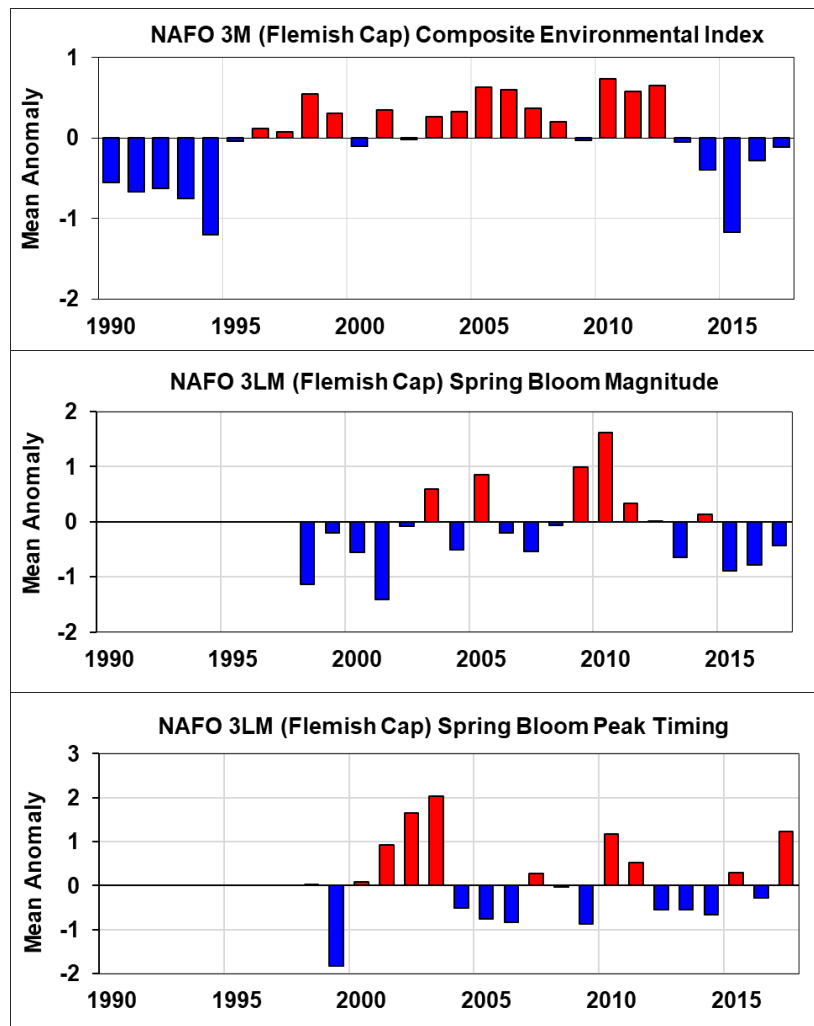 NAFO 3M (Flemish Cap) Composite Environmental Index
1
0
-1
-2
Mean Anomaly
1990 1995 2000 2005 2010 2015
NAFO 3LM (Flemish Cap) Spring Bloom Magnitude
2
1
0
-1
-2
Mean Anomaly
1990 1995 2000 2005 2010 2015
NAFO 3LM (Flemish Cap) Spring Bloom Peak Timing
3
2
1
0
-1
-2
Mean Anomaly
1990 1995 2000 2005 2010 2015